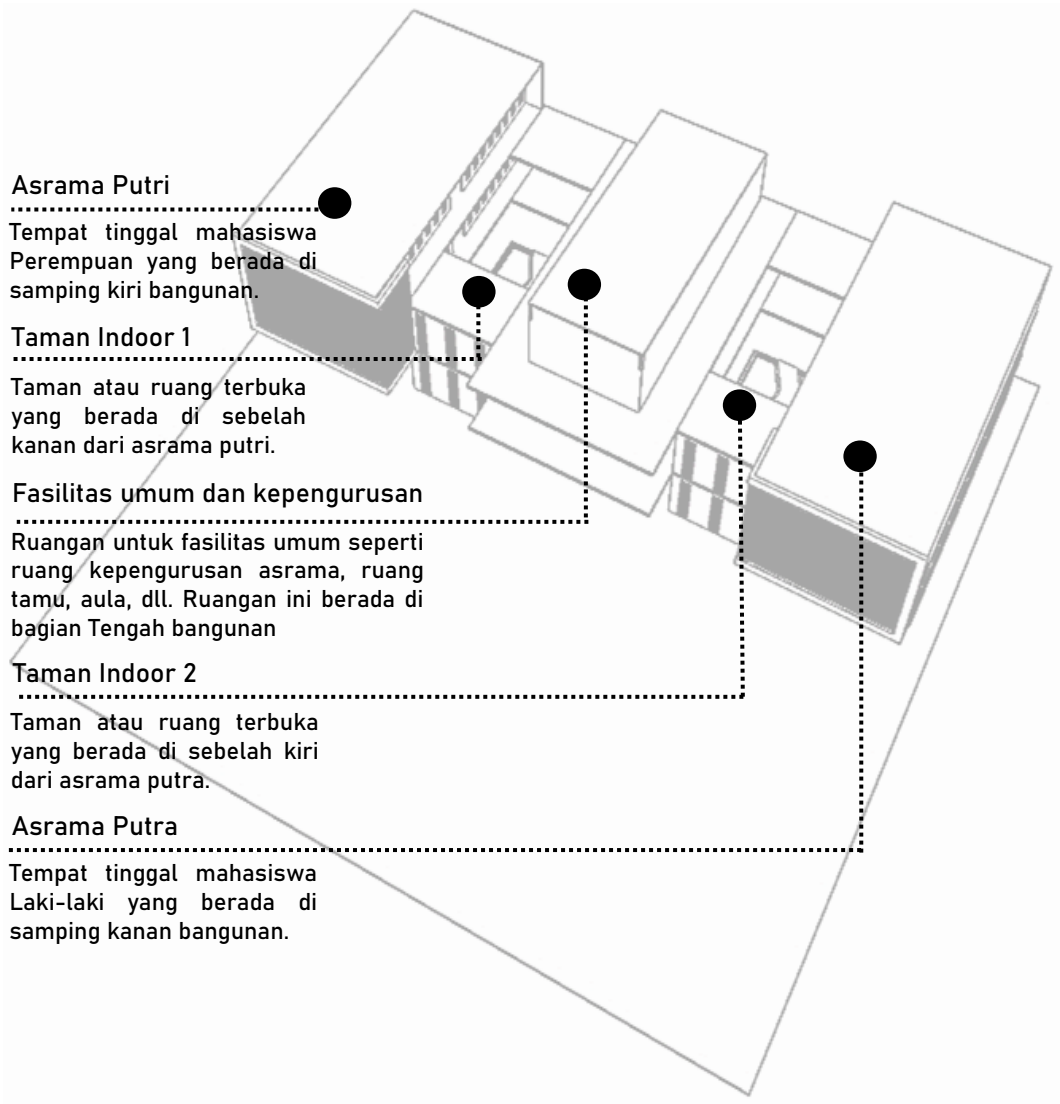 Asrama Putri
Tempat tinggal mahasiswa
Perempuan yang berada di
samping kiri bangunan.
Taman Indoor 1
Taman atau ruang terbuka
yang berada di sebelah
kanan dari asrama putri.
Fasilitas umum dan kepengurusan
Ruangan untuk fasilitas umum seperti
ruang kepengurusan asrama, ruang
tamu, aula, dll. Ruangan ini berada di
bagian Tengah bangunan
Taman Indoor 2
Taman atau ruang terbuka
yang berada di sebelah kiri
dari asrama putra.
Asrama Putra
Tempat tinggal mahasiswa
Laki-laki yang berada di
samping kanan bangunan.